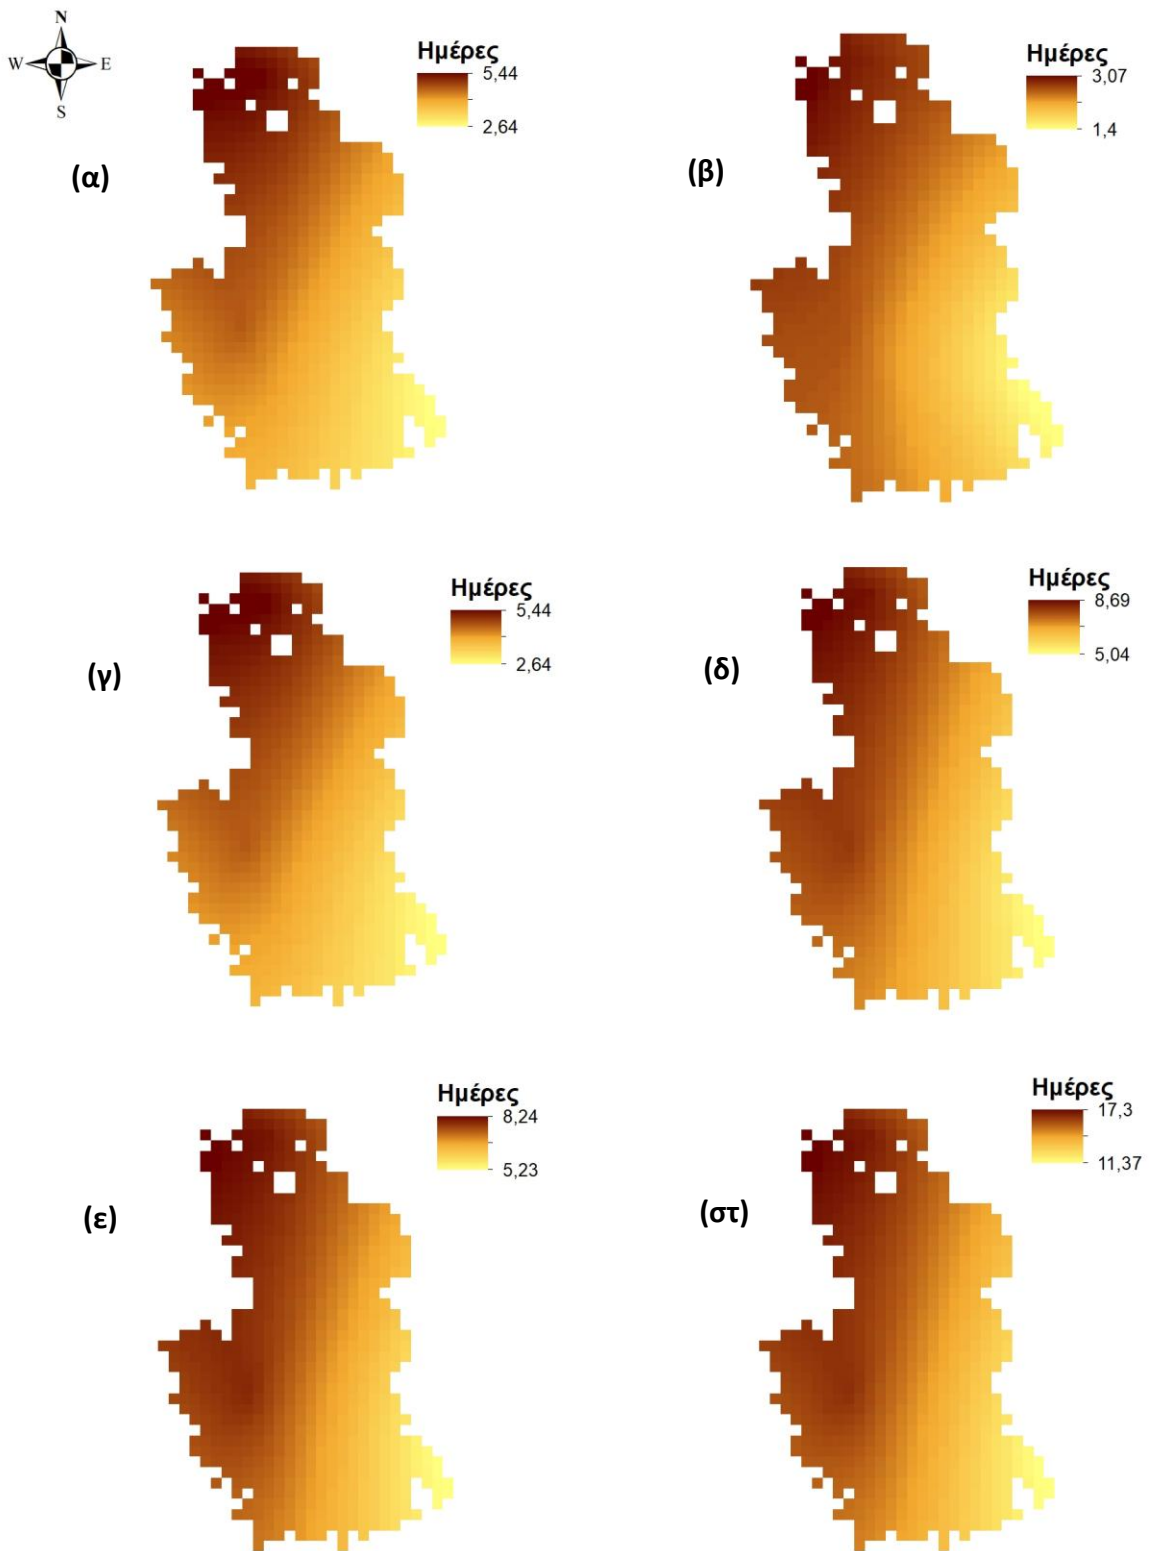 N
W E
S
Ημέρες
5,44
2,64
(α)
Ημέρες
3,07
1,4
(β)
Ημέρες
5,44
2,64
(γ)
Ημέρες
8,69
5,04
(δ)
Ημέρες
8,24
5,23
(ε)
Ημέρες
17,3
11,37
(στ)